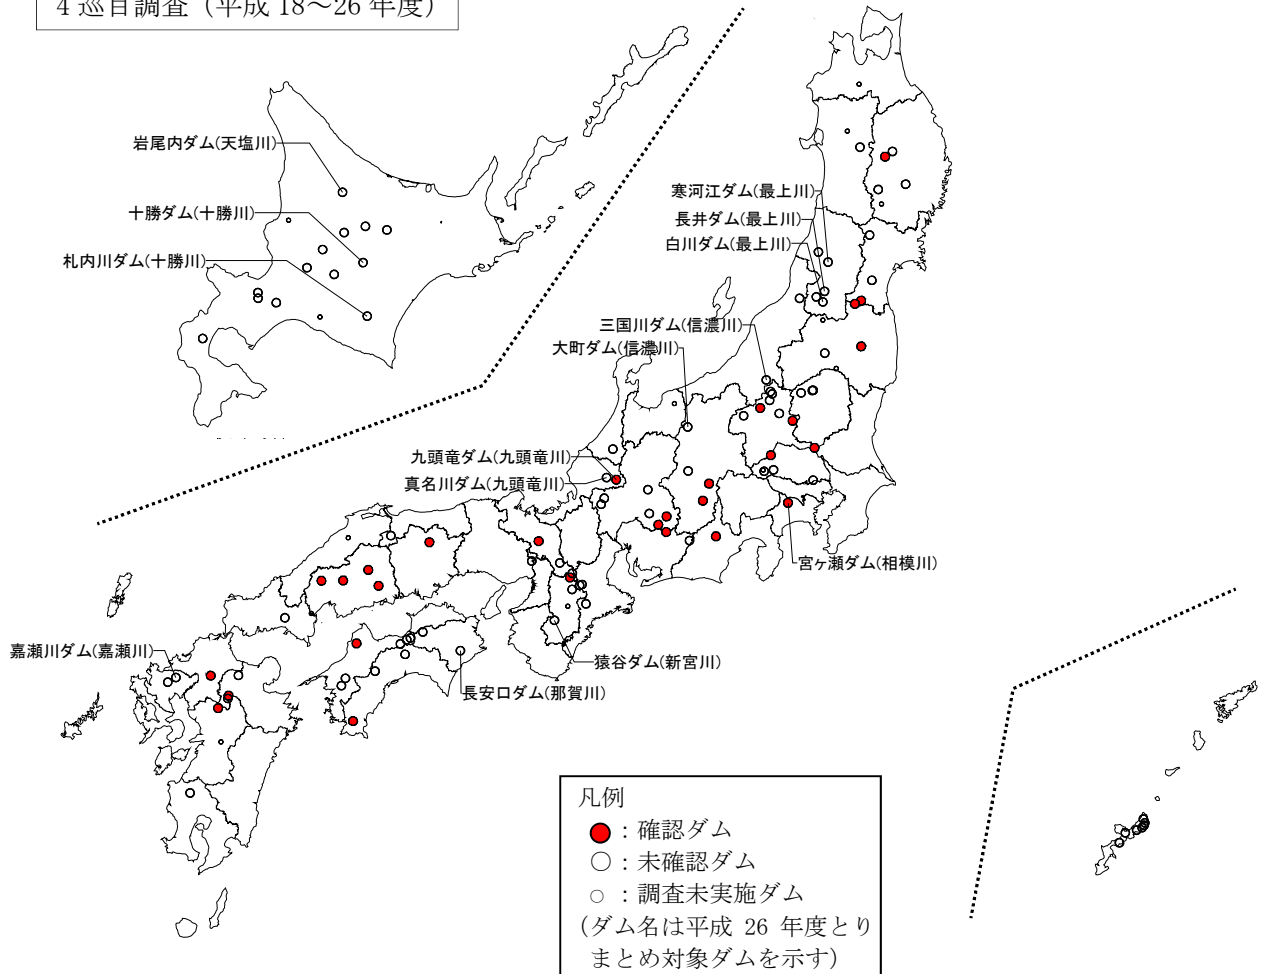 4巡目調査（平成 18～26 年度）
岩尾内ダム(天塩川)
十勝ダム(十勝川)
札内川ダム(十勝川)
寒河江ダム(最上川)
長井ダム(最上川)
白川ダム(最上川)
三国川ダム(信濃川)
大町ダム(信濃川)
九頭竜ダム(九頭竜川)
真名川ダム(九頭竜川)
宮ヶ瀬ダム(相模川)
猿谷ダム(新宮川)
長安口ダム(那賀川)
嘉瀬川ダム(嘉瀬川)
凡例
：確認ダム
：未確認ダム
：調査未実施ダム
(ダム名は平成 26 年度とり
まとめ対象ダムを示す)